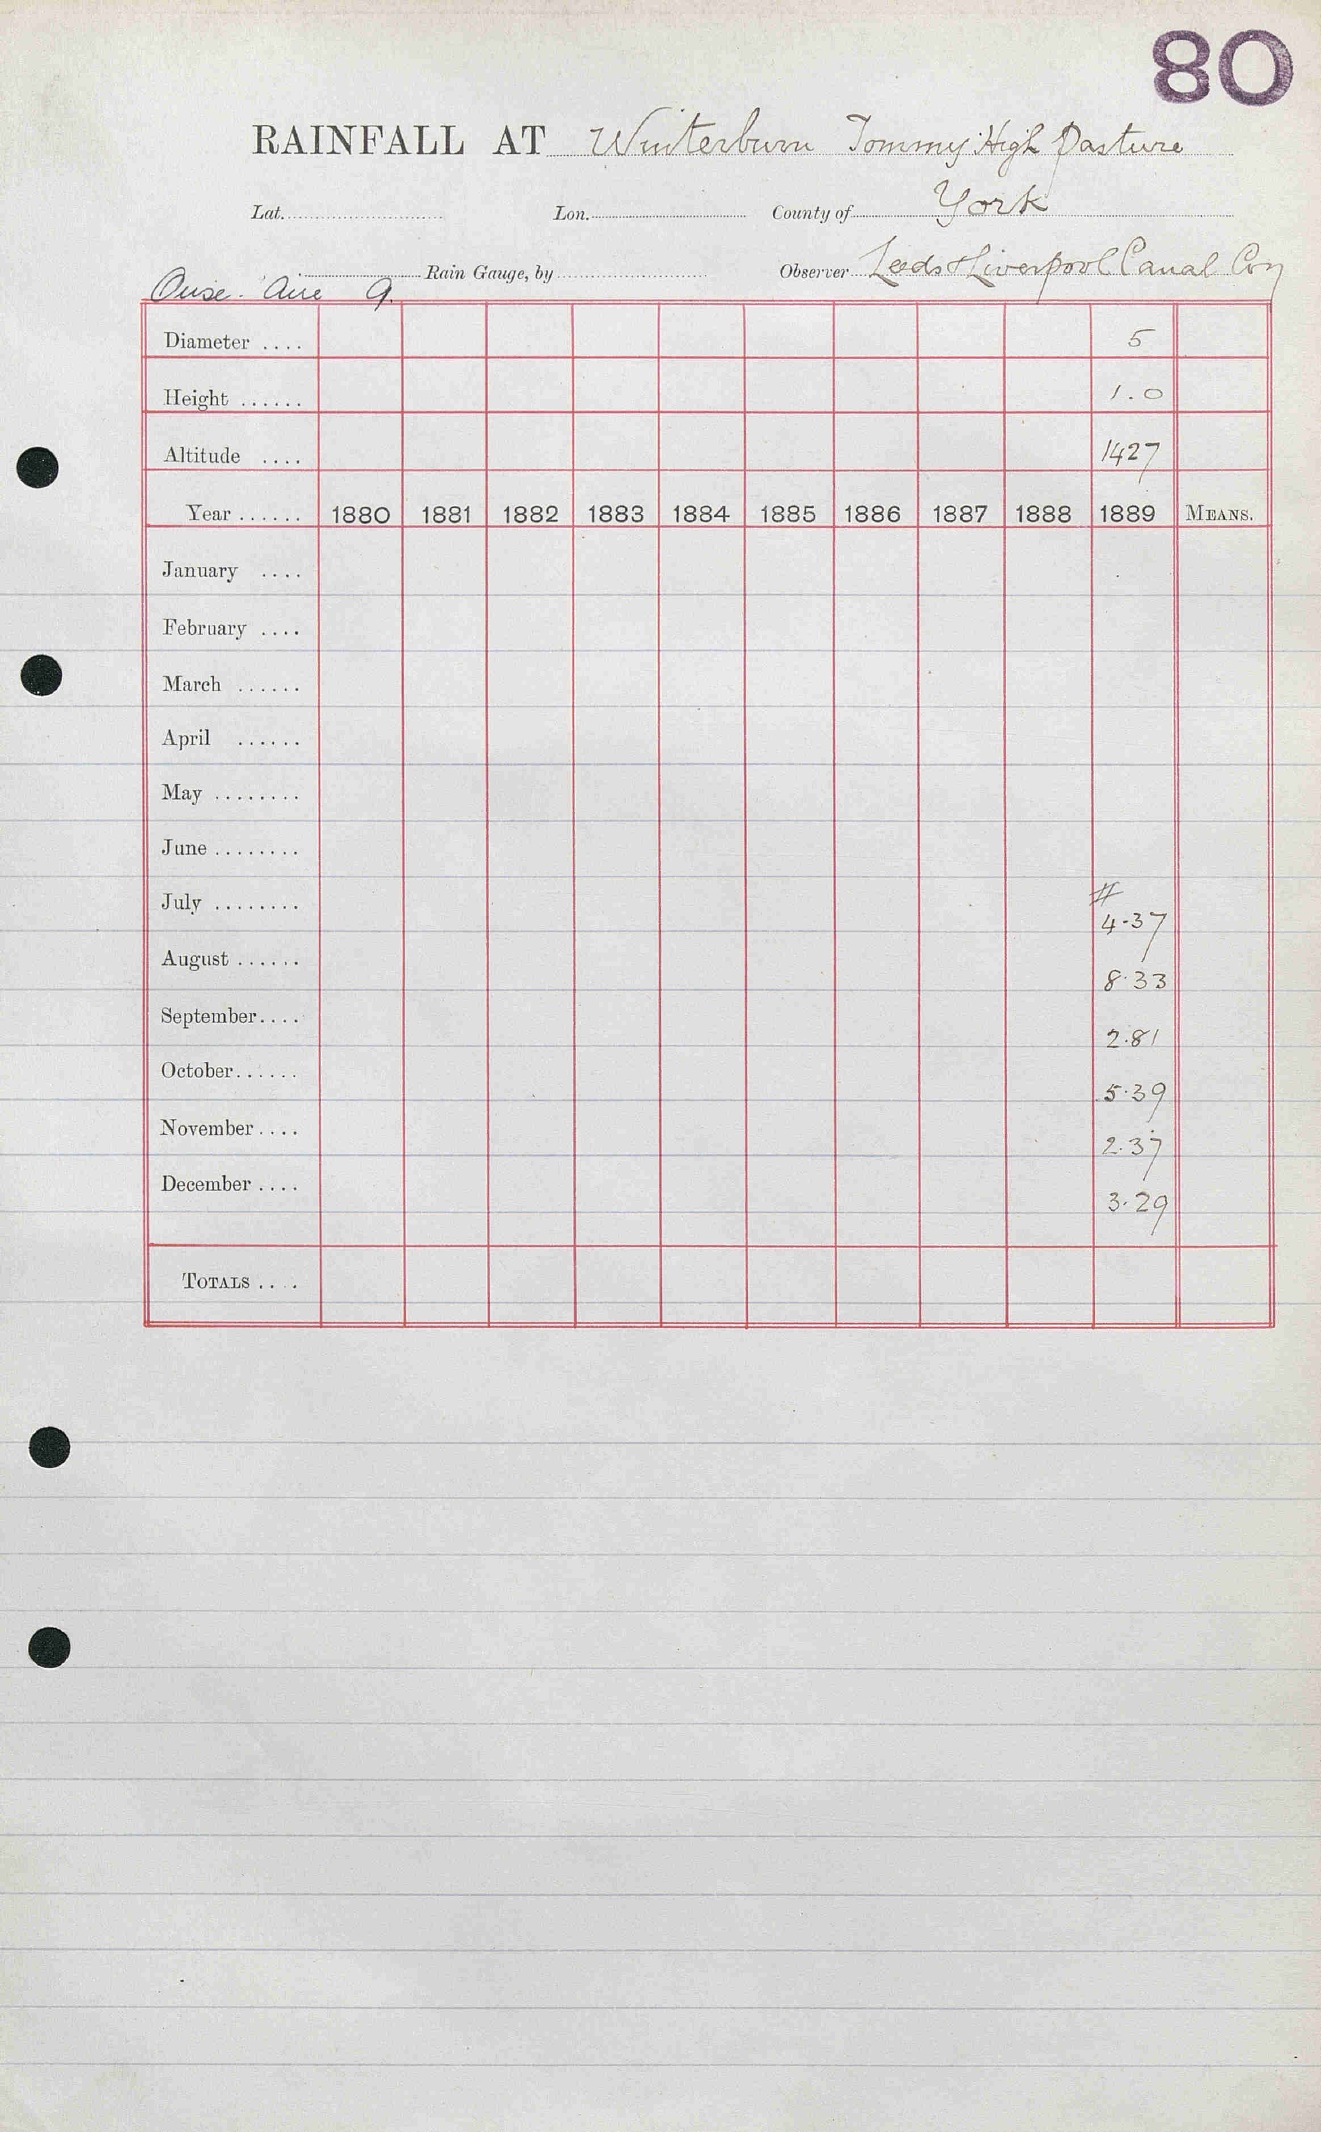 80
RAINFALL AT Winterburn Tommy High Pasture
Lat. Lon. County of York
Rain Gauge, by Observer Leeds & Liverpool Canal Coy
Ouse. Aire 9.
Diameter .... 5
Height ...... 1.0
Altitude .... 1427
Year ...... 1880 1881 1882 1883 1884 1885 1886 1887 1888 1889 MEANS.
January ....
February ....
March ......
April ......
May ........
June ........
July ........ # 4.37
August ...... 8.33
September.... 2.81
October...... 5.39
November.... 2.37
December.... 3.29
TOTALS ....